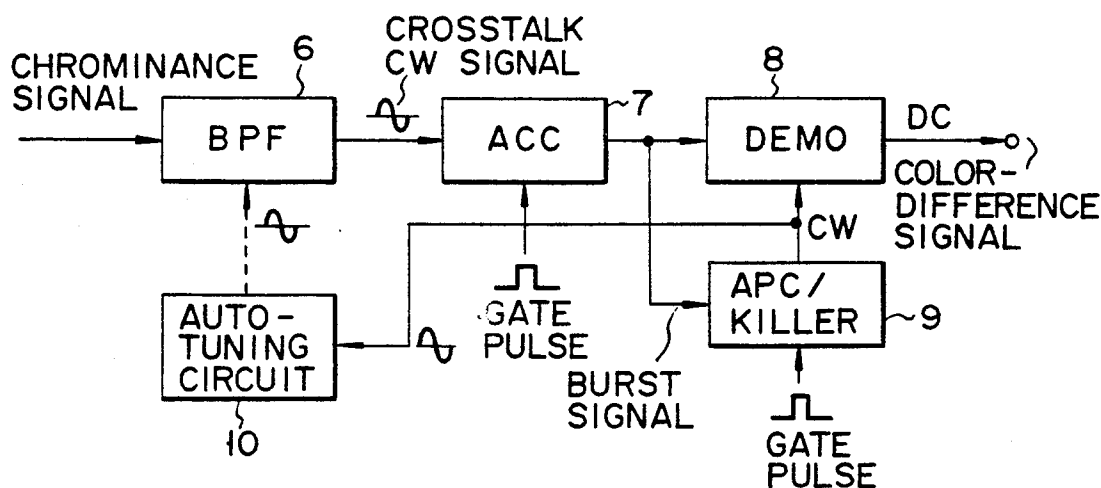 CHROMINANCE
SIGNAL
6
BPF
CROSSTALK
CW SIGNAL
7
ACC
8
DEMO
DC
COLOR-
DIFFERENCE
SIGNAL
CW
GATE
PULSE
AUTO-
TUNING
CIRCUIT
10
BURST
SIGNAL
APC/
KILLER
9
GATE
PULSE